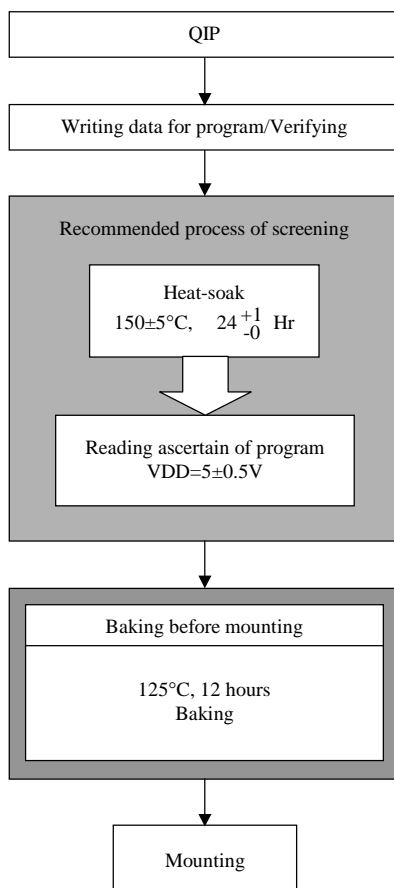 QIP
Writing data for program/Verifying
Recommended process of screening
Heat-soak
150±5°C, 24 +1 -0 Hr
Reading ascertain of program
VDD=5±0.5V
Baking before mounting
125°C, 12 hours
Baking
Mounting